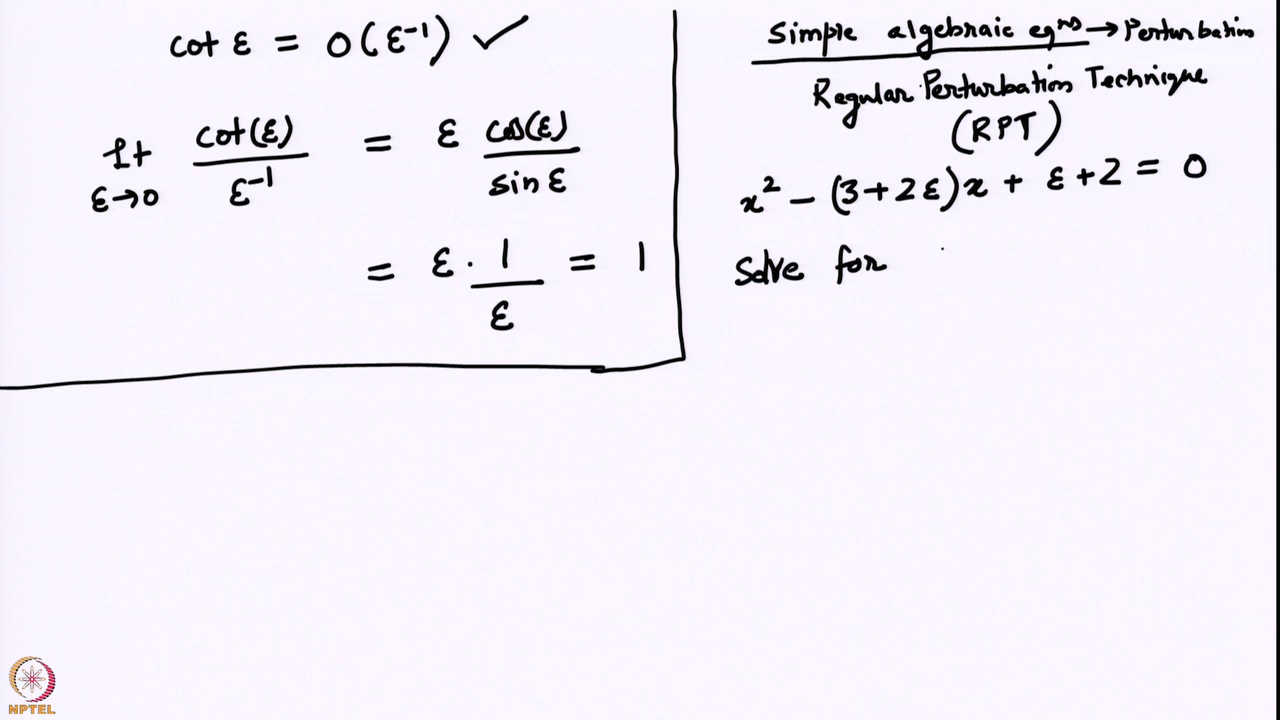 cot ε = O(ε⁻¹) ✓
lt ε→0 cot(ε)/ε⁻¹ = ε cos(ε)/sin ε
= ε · 1/ε = 1
Simple algebraic eqⁿˢ → Perturbation
Regular Perturbation Technique
(RPT)
x² − (3+2ε)x + ε+2 = 0
Solve for
NPTEL